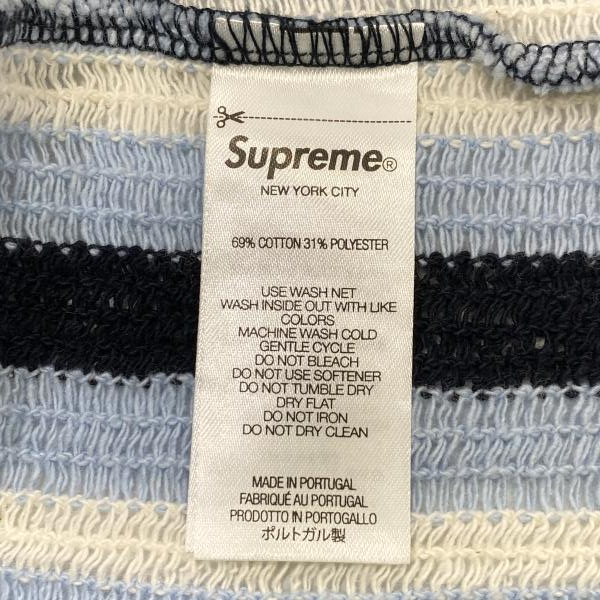 Supreme®
NEW YORK CITY
69% COTTON 31% POLYESTER
USE WASH NET
WASH INSIDE OUT WITH LIKE
COLORS
MACHINE WASH COLD
GENTLE CYCLE
DO NOT BLEACH
DO NOT USE SOFTENER
DO NOT TUMBLE DRY
DRY FLAT
DO NOT IRON
DO NOT DRY CLEAN
MADE IN PORTUGAL
FABRIQUÉ AU PORTUGAL
PRODOTTO IN PORTOGALLO
ポルトガル製